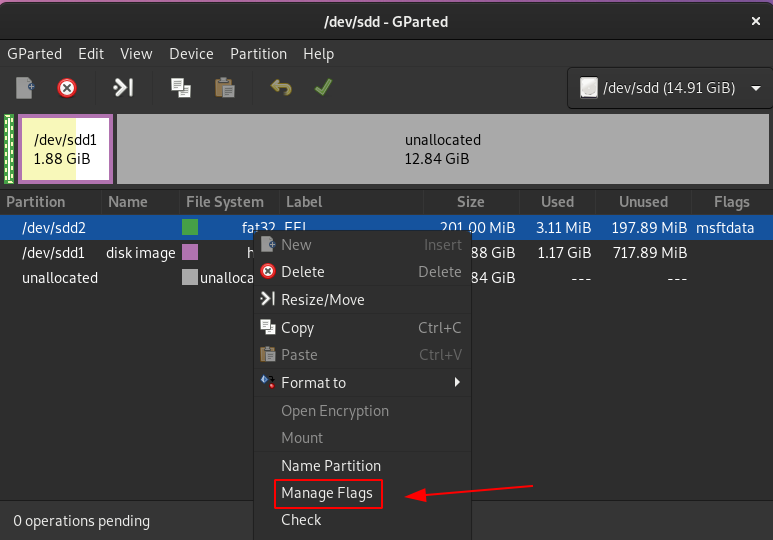 /dev/sdd - GParted
GParted Edit View Device Partition Help
/dev/sdd (14.91 GiB)
/dev/sdd1
1.88 GiB
unallocated
12.84 GiB
Partition Name File System Label Size Used Unused Flags
/dev/sdd2 fat32 EFI 201.00 MiB 3.11 MiB 197.89 MiB msftdata
/dev/sdd1 disk image h 88 GiB 1.17 GiB 717.89 MiB
unallocated unalloca 84 GiB --- ---
New Insert
Delete Delete
Resize/Move
Copy Ctrl+C
Paste Ctrl+V
Format to
Open Encryption
Mount
Name Partition
Manage Flags
Check
0 operations pending